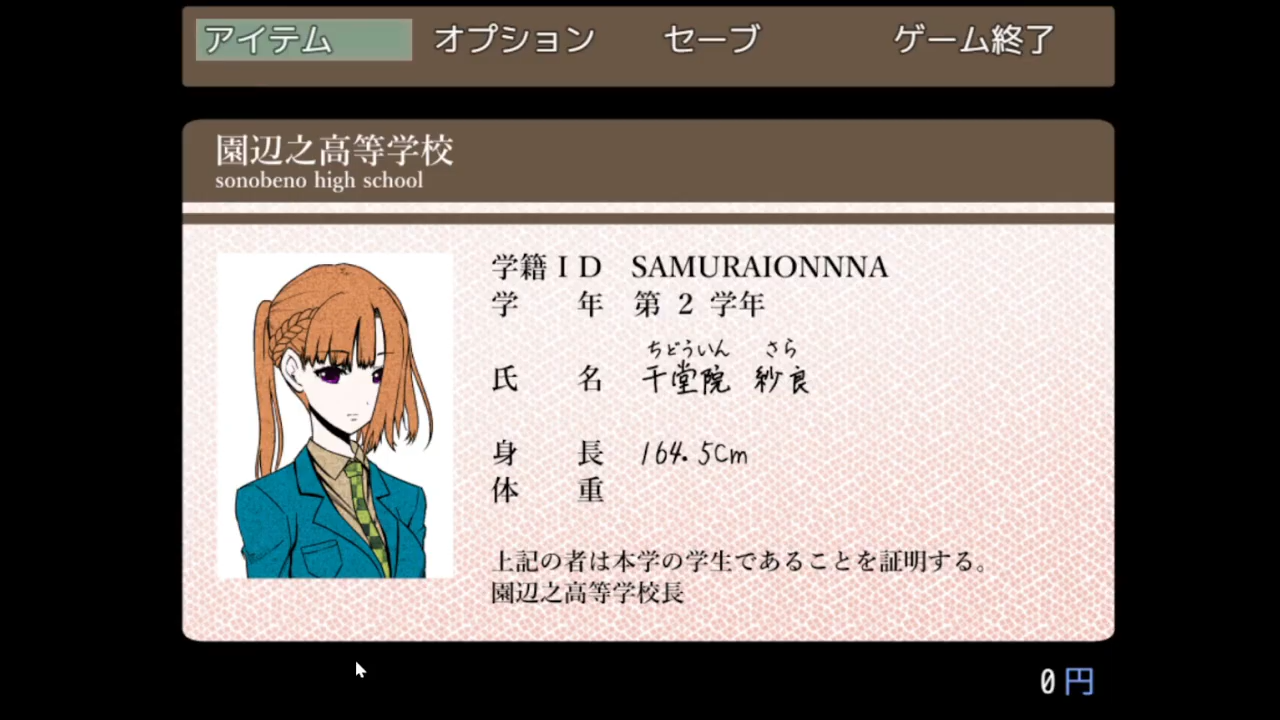 アイテム オプション セーブ ゲーム終了
園辺之高等学校
sonobeno high school
学籍ID SAMURAIONNNA
学年 第2学年
ちどういん さら
氏名 千堂院 紗良
身長 164.5cm
体重
上記の者は本学の学生であることを証明する。
園辺之高等学校長
0円